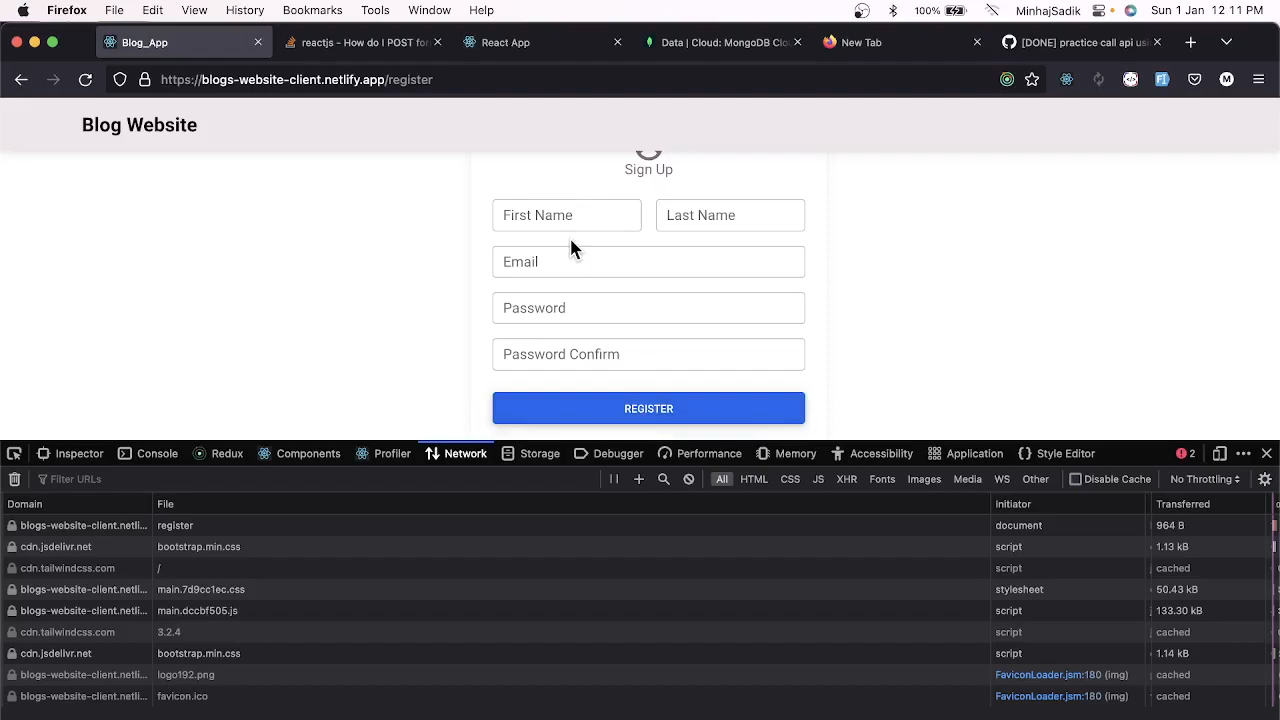 Firefox File Edit View History Bookmarks Tools Window Help 100% MinhajSadik Sun 1 Jan 12:11 PM
Blog_App reactjs - How do I POST for React App Data | Cloud: MongoDB Clo New Tab [DONE] practice call api usi
https://blogs-website-client.netlify.app/register M
Blog Website
Sign Up
First Name Last Name
Email
Password
Password Confirm
REGISTER
Inspector Console Redux Components Profiler Network Storage Debugger Performance Memory Accessibility Application Style Editor 2
Filter URLs All HTML CSS JS XHR Fonts Images Media WS Other Disable Cache No Throttling
Domain File Initiator Transferred
blogs-website-client.netli... register document 964 B
cdn.jsdelivr.net bootstrap.min.css script 1.13 kB
cdn.tailwindcss.com / script cached
blogs-website-client.netli... main.7d9cc1ec.css stylesheet 50.43 kB
blogs-website-client.netli... main.dccbf505.js script 133.30 kB
cdn.tailwindcss.com 3.2.4 script cached
cdn.jsdelivr.net bootstrap.min.css script 1.14 kB
blogs-website-client.netli... logo192.png FaviconLoader.jsm:180 (img) cached
blogs-website-client.netli... favicon.ico FaviconLoader.jsm:180 (img) cached